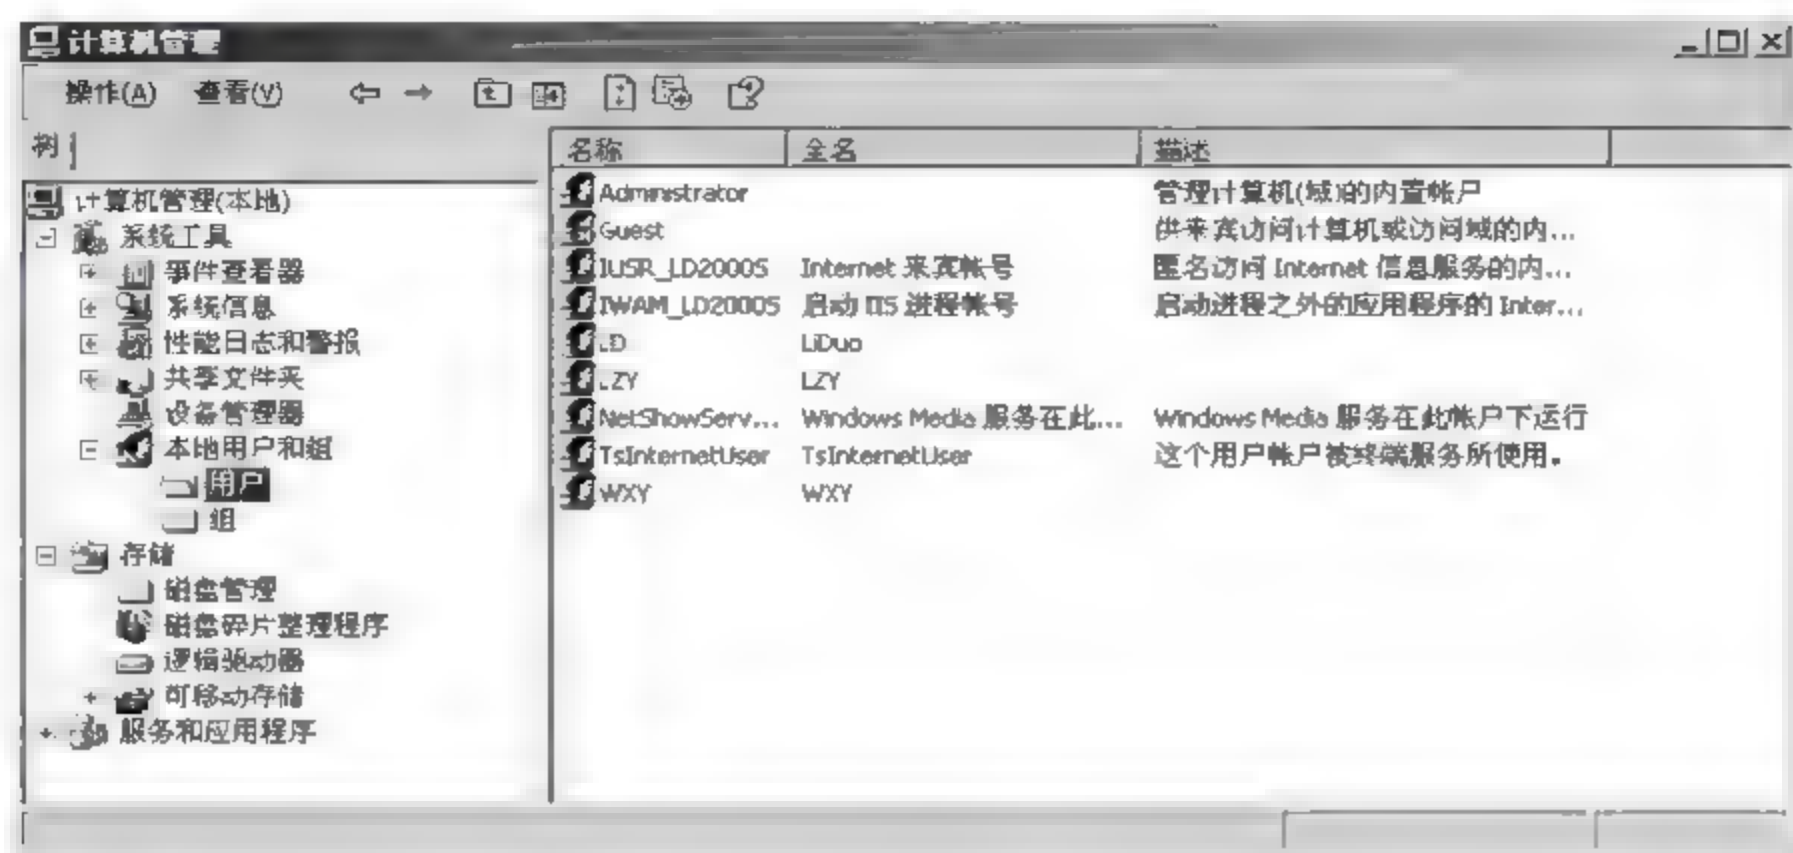 计算机管理
操作(A) 查看(V)
树
计算机管理(本地)
系统工具
事件查看器
系统信息
性能日志和警报
共享文件夹
设备管理器
本地用户和组
用户
组
存储
磁盘管理
磁盘碎片整理程序
逻辑驱动器
可移动存储
服务和应用程序
名称 全名 描述
Administrator 管理计算机(域)的内置帐户
Guest 供来宾访问计算机或访问域的内...
IUSR_LD2000S Internet 来宾帐号 匿名访问 Internet 信息服务的内...
IWAM_LD2000S 启动 IIS 进程帐号 启动进程之外的应用程序的 Inter...
LD LiDuo
LZY LZY
NetShowServ... Windows Media 服务在此... Windows Media 服务在此帐户下运行
TsInternetUser TsInternetUser 这个用户帐户被终端服务所使用。
WXY WXY